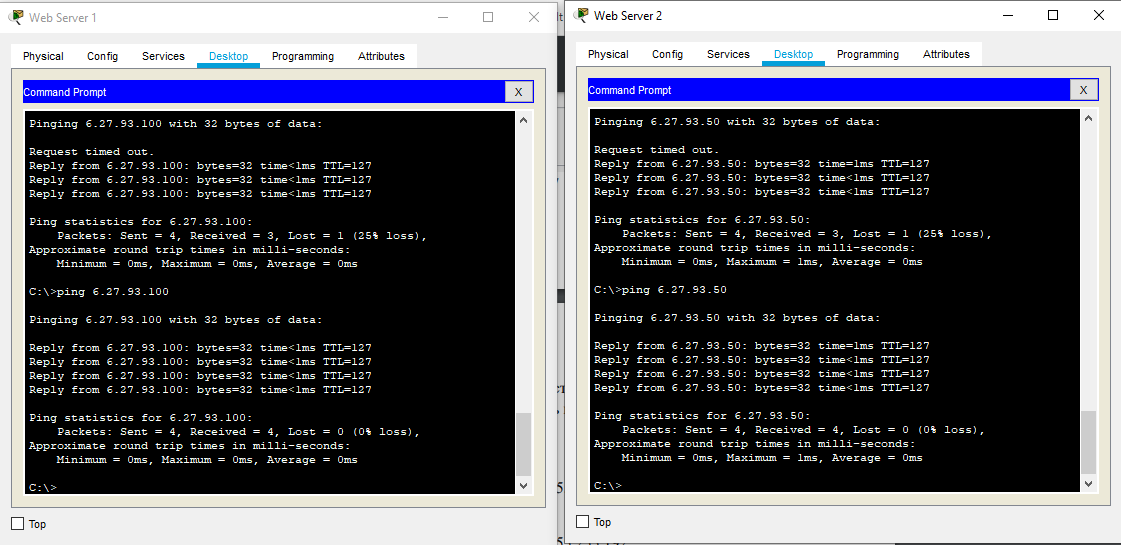 Web Server 1
Physical Config Services Desktop Programming Attributes
Command Prompt X
Pinging 6.27.93.100 with 32 bytes of data:
Request timed out.
Reply from 6.27.93.100: bytes=32 time<1ms TTL=127
Reply from 6.27.93.100: bytes=32 time<1ms TTL=127
Reply from 6.27.93.100: bytes=32 time<1ms TTL=127
Ping statistics for 6.27.93.100:
Packets: Sent = 4, Received = 3, Lost = 1 (25% loss),
Approximate round trip times in milli-seconds:
Minimum = 0ms, Maximum = 0ms, Average = 0ms
C:\>ping 6.27.93.100
Pinging 6.27.93.100 with 32 bytes of data:
Reply from 6.27.93.100: bytes=32 time<1ms TTL=127
Reply from 6.27.93.100: bytes=32 time<1ms TTL=127
Reply from 6.27.93.100: bytes=32 time<1ms TTL=127
Reply from 6.27.93.100: bytes=32 time<1ms TTL=127
Ping statistics for 6.27.93.100:
Packets: Sent = 4, Received = 4, Lost = 0 (0% loss),
Approximate round trip times in milli-seconds:
Minimum = 0ms, Maximum = 0ms, Average = 0ms
C:\>
Top
Web Server 2
Physical Config Services Desktop Programming Attributes
Command Prompt X
Pinging 6.27.93.50 with 32 bytes of data:
Request timed out.
Reply from 6.27.93.50: bytes=32 time=1ms TTL=127
Reply from 6.27.93.50: bytes=32 time<1ms TTL=127
Reply from 6.27.93.50: bytes=32 time<1ms TTL=127
Ping statistics for 6.27.93.50:
Packets: Sent = 4, Received = 3, Lost = 1 (25% loss),
Approximate round trip times in milli-seconds:
Minimum = 0ms, Maximum = 1ms, Average = 0ms
C:\>ping 6.27.93.50
Pinging 6.27.93.50 with 32 bytes of data:
Reply from 6.27.93.50: bytes=32 time=1ms TTL=127
Reply from 6.27.93.50: bytes=32 time<1ms TTL=127
Reply from 6.27.93.50: bytes=32 time<1ms TTL=127
Reply from 6.27.93.50: bytes=32 time<1ms TTL=127
Ping statistics for 6.27.93.50:
Packets: Sent = 4, Received = 4, Lost = 0 (0% loss),
Approximate round trip times in milli-seconds:
Minimum = 0ms, Maximum = 1ms, Average = 0ms
C:\>
Top